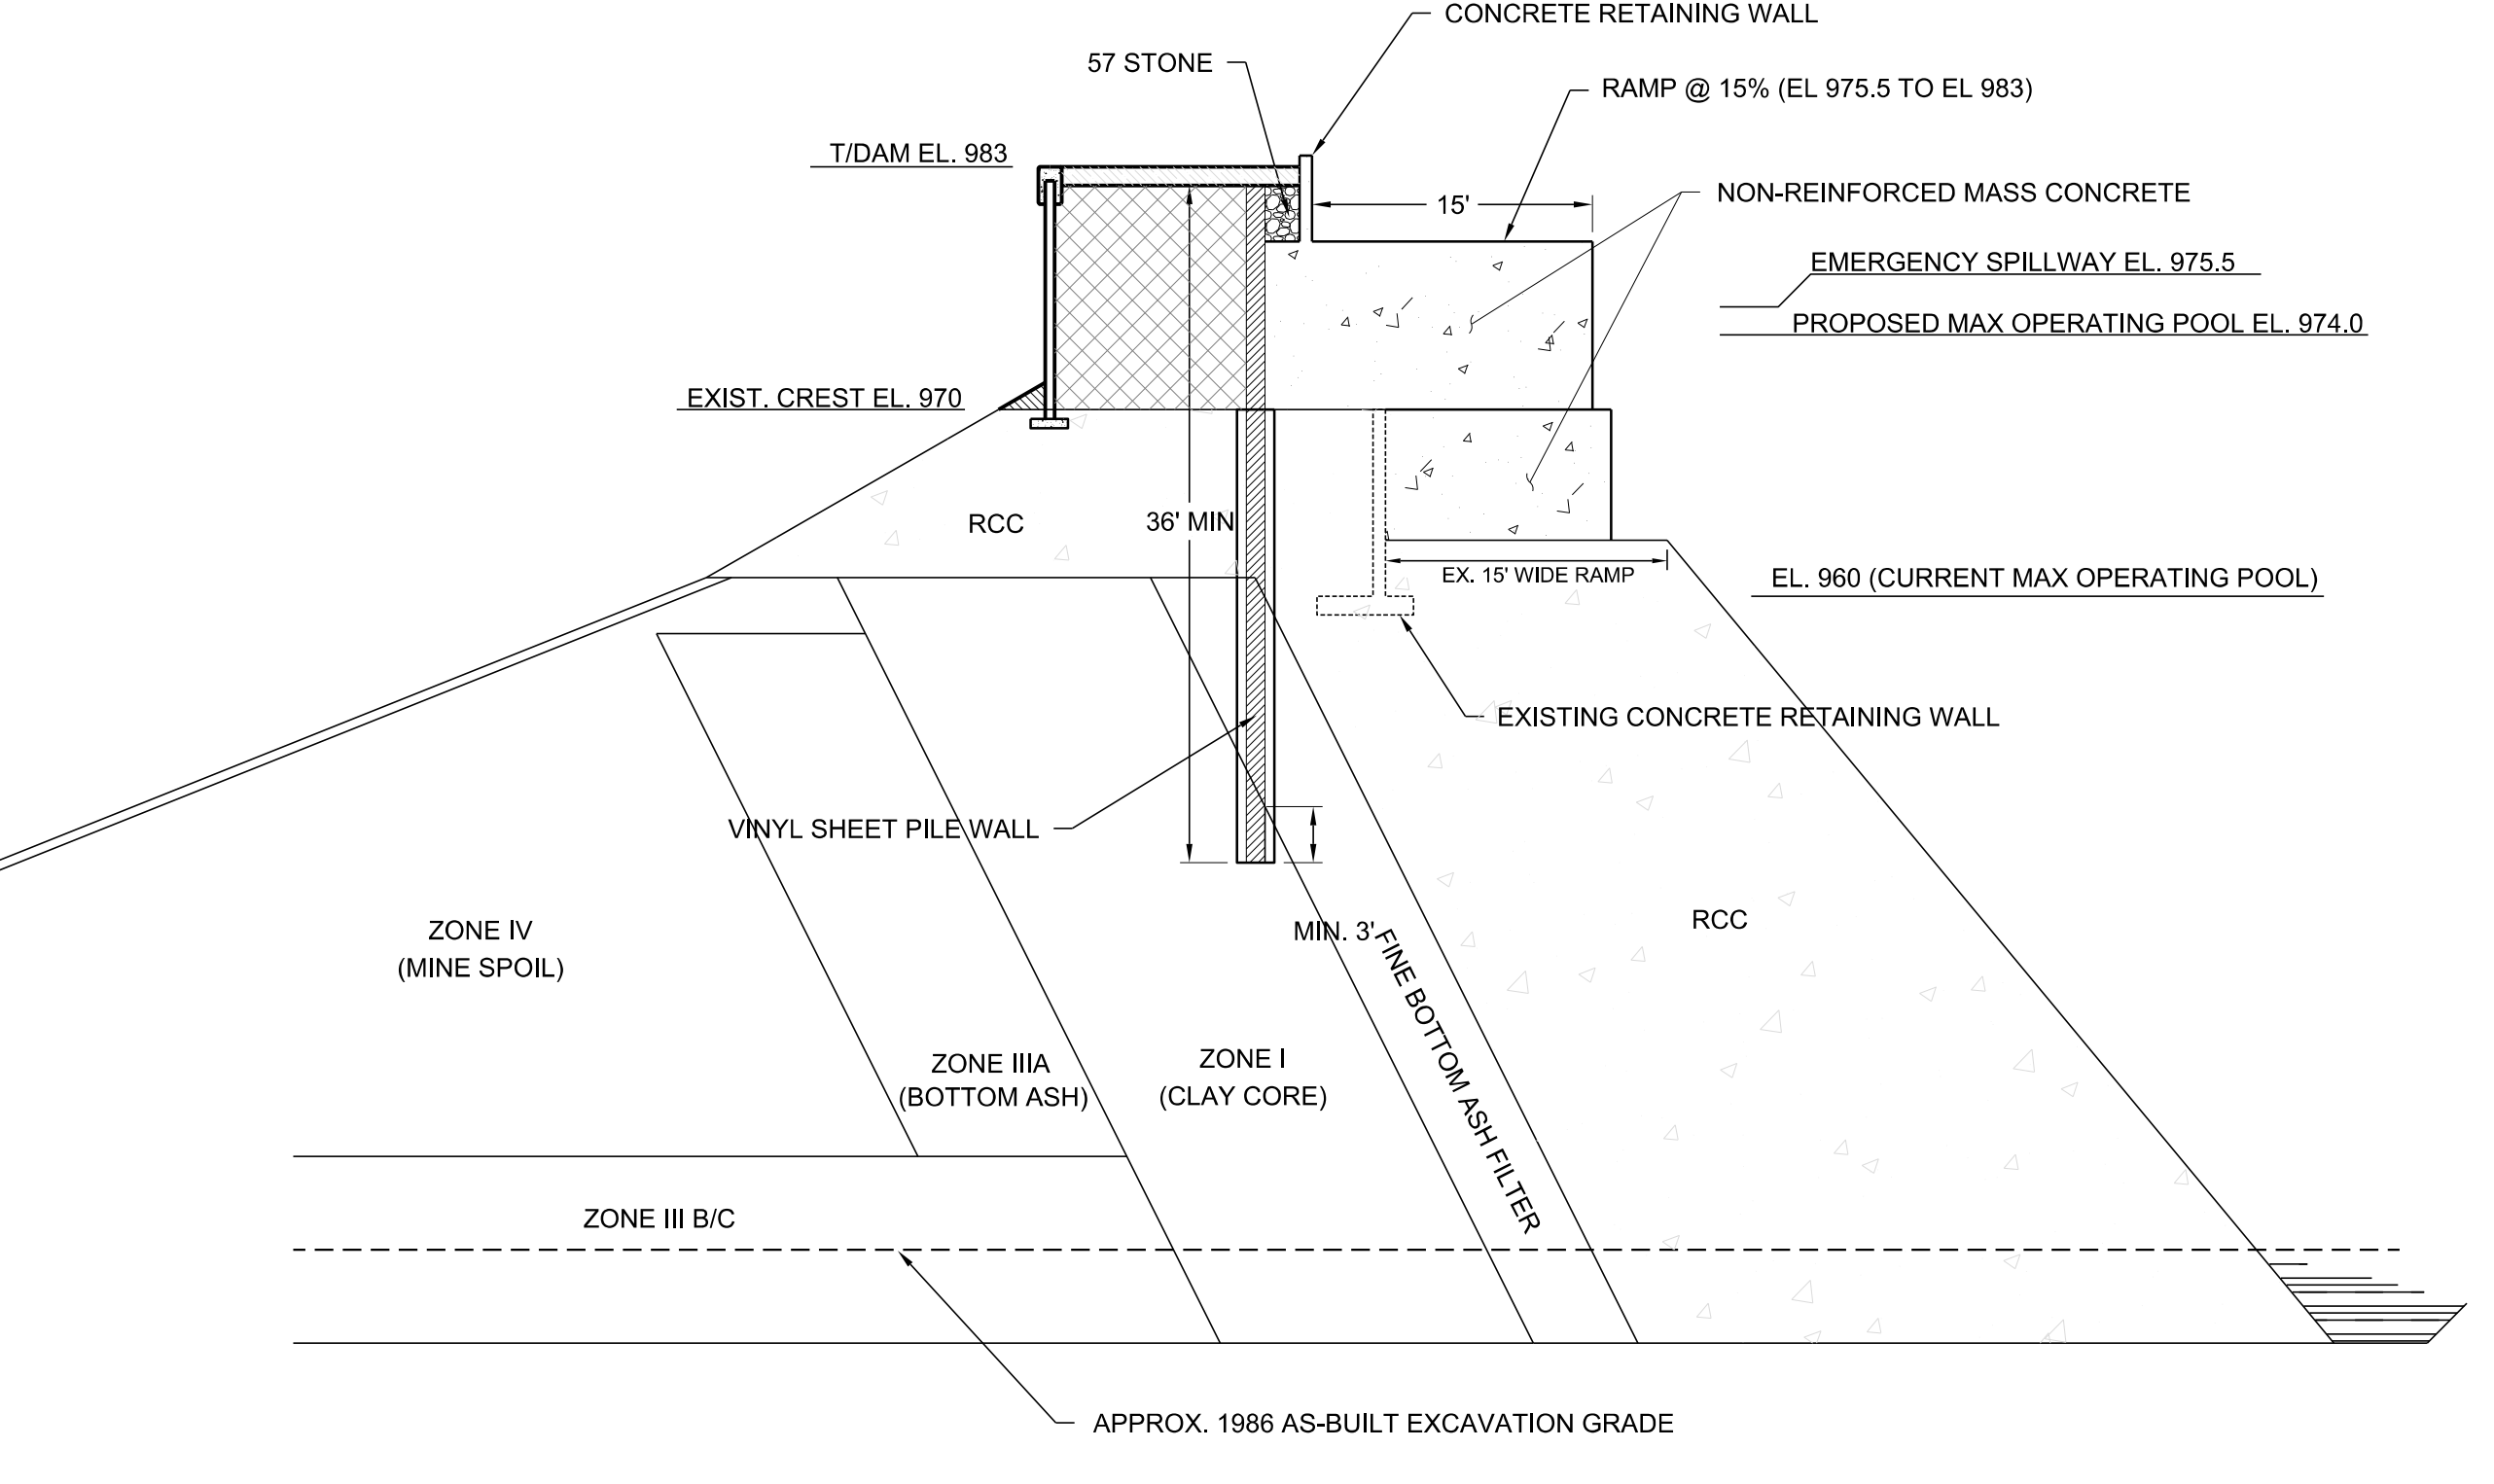 CONCRETE RETAINING WALL
57 STONE
RAMP @ 15% (EL 975.5 TO EL 983)
T/DAM EL. 983
NON-REINFORCED MASS CONCRETE
15'
EMERGENCY SPILLWAY EL. 975.5
PROPOSED MAX OPERATING POOL EL. 974.0
EXIST. CREST EL. 970
RCC
36' MIN
EX. 15' WIDE RAMP
EL. 960 (CURRENT MAX OPERATING POOL)
EXISTING CONCRETE RETAINING WALL
VINYL SHEET PILE WALL
MIN. 3'
RCC
ZONE IV
(MINE SPOIL)
FINE BOTTOM ASH FILTER
ZONE IIIA
(BOTTOM ASH)
ZONE I
(CLAY CORE)
ZONE III B/C
APPROX. 1986 AS-BUILT EXCAVATION GRADE